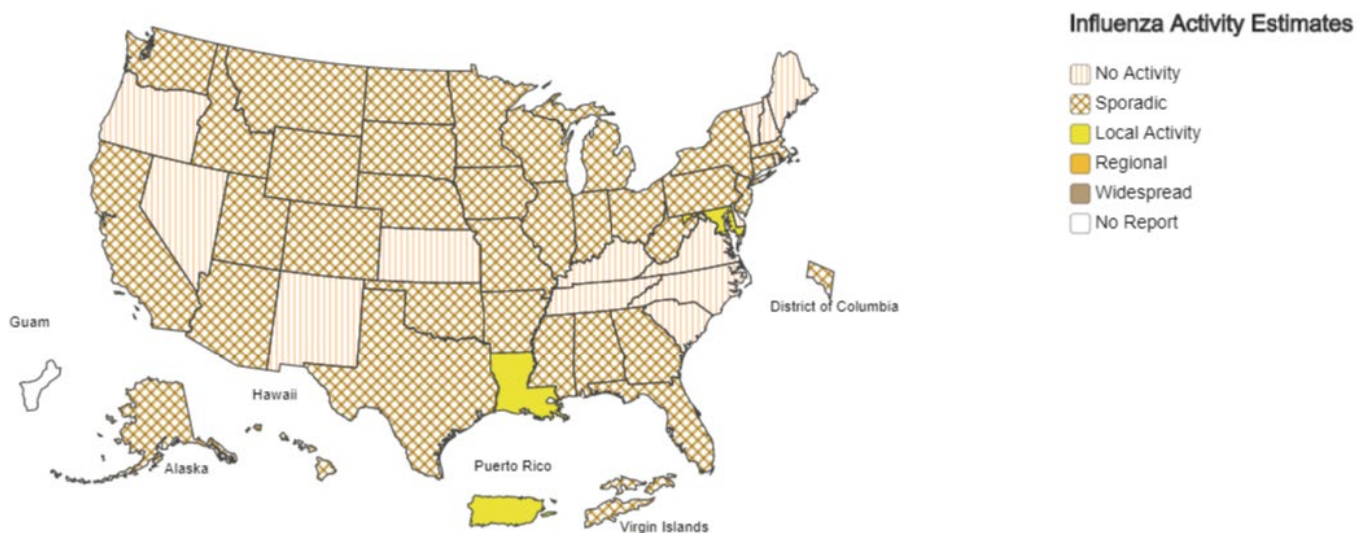 Influenza Activity Estimates
No Activity
Sporadic
Local Activity
Regional
Widespread
No Report
District of Columbia
Guam
Hawaii
Alaska
Puerto Rico
Virgin Islands